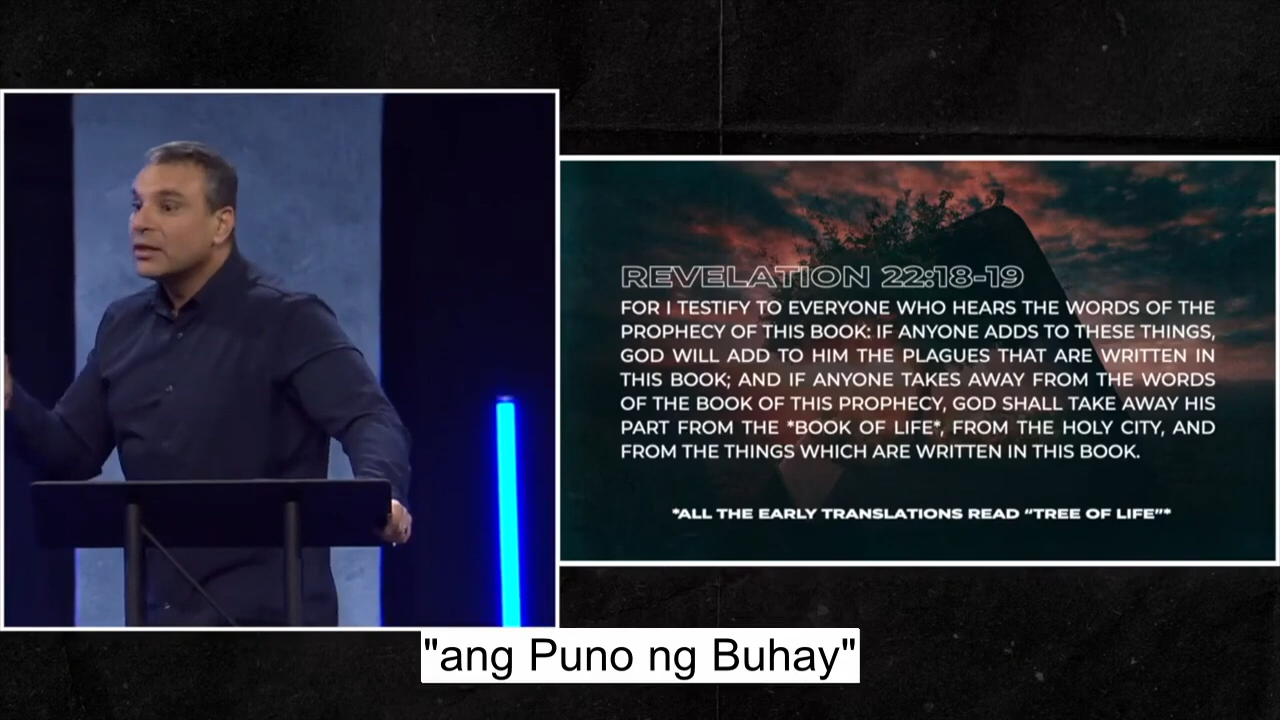 REVELATION 22:18-19
FOR I TESTIFY TO EVERYONE WHO HEARS THE WORDS OF THE
PROPHECY OF THIS BOOK: IF ANYONE ADDS TO THESE THINGS,
GOD WILL ADD TO HIM THE PLAGUES THAT ARE WRITTEN IN
THIS BOOK; AND IF ANYONE TAKES AWAY FROM THE WORDS
OF THE BOOK OF THIS PROPHECY, GOD SHALL TAKE AWAY HIS
PART FROM THE *BOOK OF LIFE*, FROM THE HOLY CITY, AND
FROM THE THINGS WHICH ARE WRITTEN IN THIS BOOK.
*ALL THE EARLY TRANSLATIONS READ “TREE OF LIFE”*
"ang Puno ng Buhay"